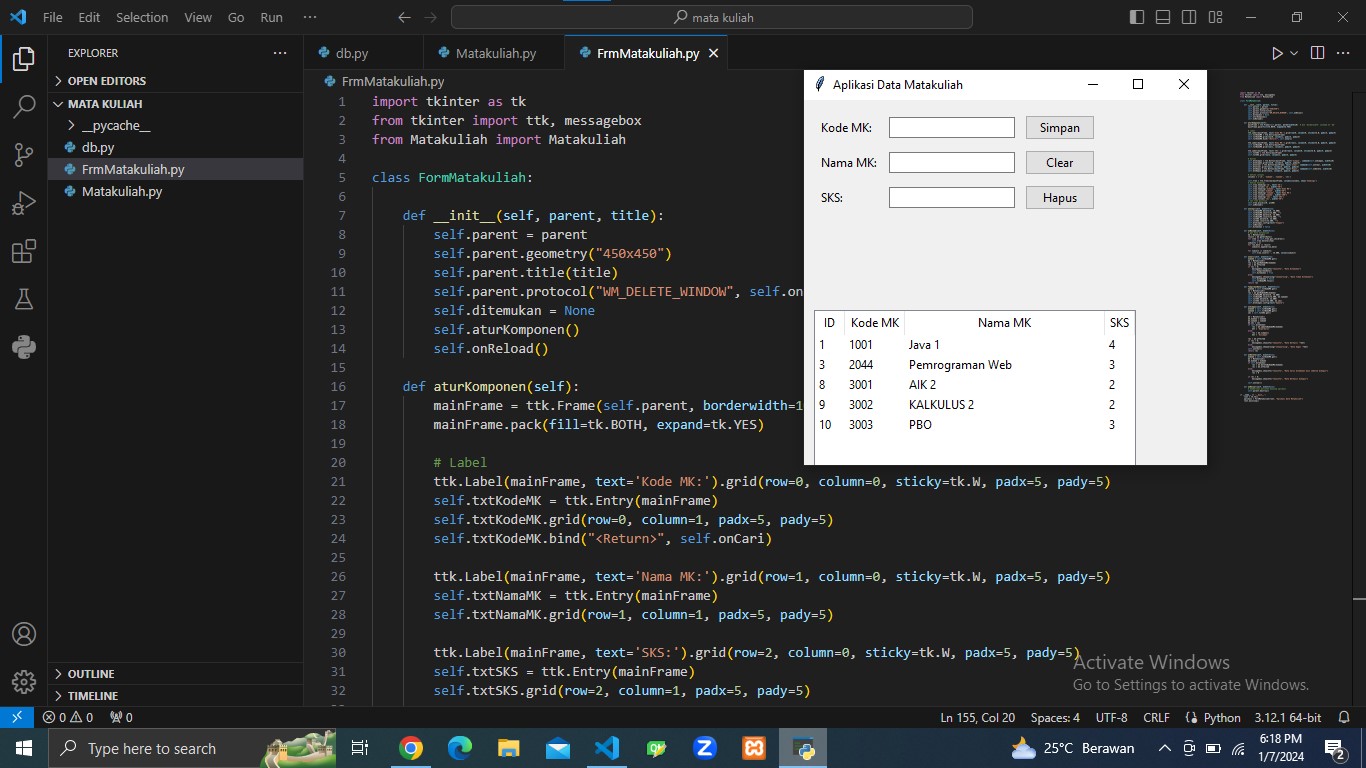 File Edit Selection View Go Run ··· mata kuliah
EXPLORER ···
OPEN EDITORS
MATA KULIAH
__pycache__
db.py
FrmMatakuliah.py
Matakuliah.py
OUTLINE
TIMELINE
db.py Matakuliah.py FrmMatakuliah.py
FrmMatakuliah.py
1 import tkinter as tk
2 from tkinter import ttk, messagebox
3 from Matakuliah import Matakuliah
4
5 class FormMatakuliah:
6
7 def __init__(self, parent, title):
8 self.parent = parent
9 self.parent.geometry("450x450")
10 self.parent.title(title)
11 self.parent.protocol("WM_DELETE_WINDOW", self.on
12 self.ditemukan = None
13 self.aturKomponen()
14 self.onReload()
15
16 def aturKomponen(self):
17 mainFrame = ttk.Frame(self.parent, borderwidth=1
18 mainFrame.pack(fill=tk.BOTH, expand=tk.YES)
19
20 # Label
21 ttk.Label(mainFrame, text='Kode MK:').grid(row=0, column=0, sticky=tk.W, padx=5, pady=5)
22 self.txtKodeMK = ttk.Entry(mainFrame)
23 self.txtKodeMK.grid(row=0, column=1, padx=5, pady=5)
24 self.txtKodeMK.bind("<Return>", self.onCari)
25
26 ttk.Label(mainFrame, text='Nama MK:').grid(row=1, column=0, sticky=tk.W, padx=5, pady=5)
27 self.txtNamaMK = ttk.Entry(mainFrame)
28 self.txtNamaMK.grid(row=1, column=1, padx=5, pady=5)
29
30 ttk.Label(mainFrame, text='SKS:').grid(row=2, column=0, sticky=tk.W, padx=5, pady=5)
31 self.txtSKS = ttk.Entry(mainFrame)
32 self.txtSKS.grid(row=2, column=1, padx=5, pady=5)
Aplikasi Data Matakuliah
Kode MK: Simpan
Nama MK: Clear
SKS: Hapus
ID Kode MK Nama MK SKS
1 1001 Java 1 4
3 2044 Pemrograman Web 3
8 3001 AIK 2 2
9 3002 KALKULUS 2 2
10 3003 PBO 3
Activate Windows
Go to Settings to activate Windows.
0 0 0 Ln 155, Col 20 Spaces: 4 UTF-8 CRLF Python 3.12.1 64-bit
Type here to search 25°C Berawan 6:18 PM
1/7/2024 2